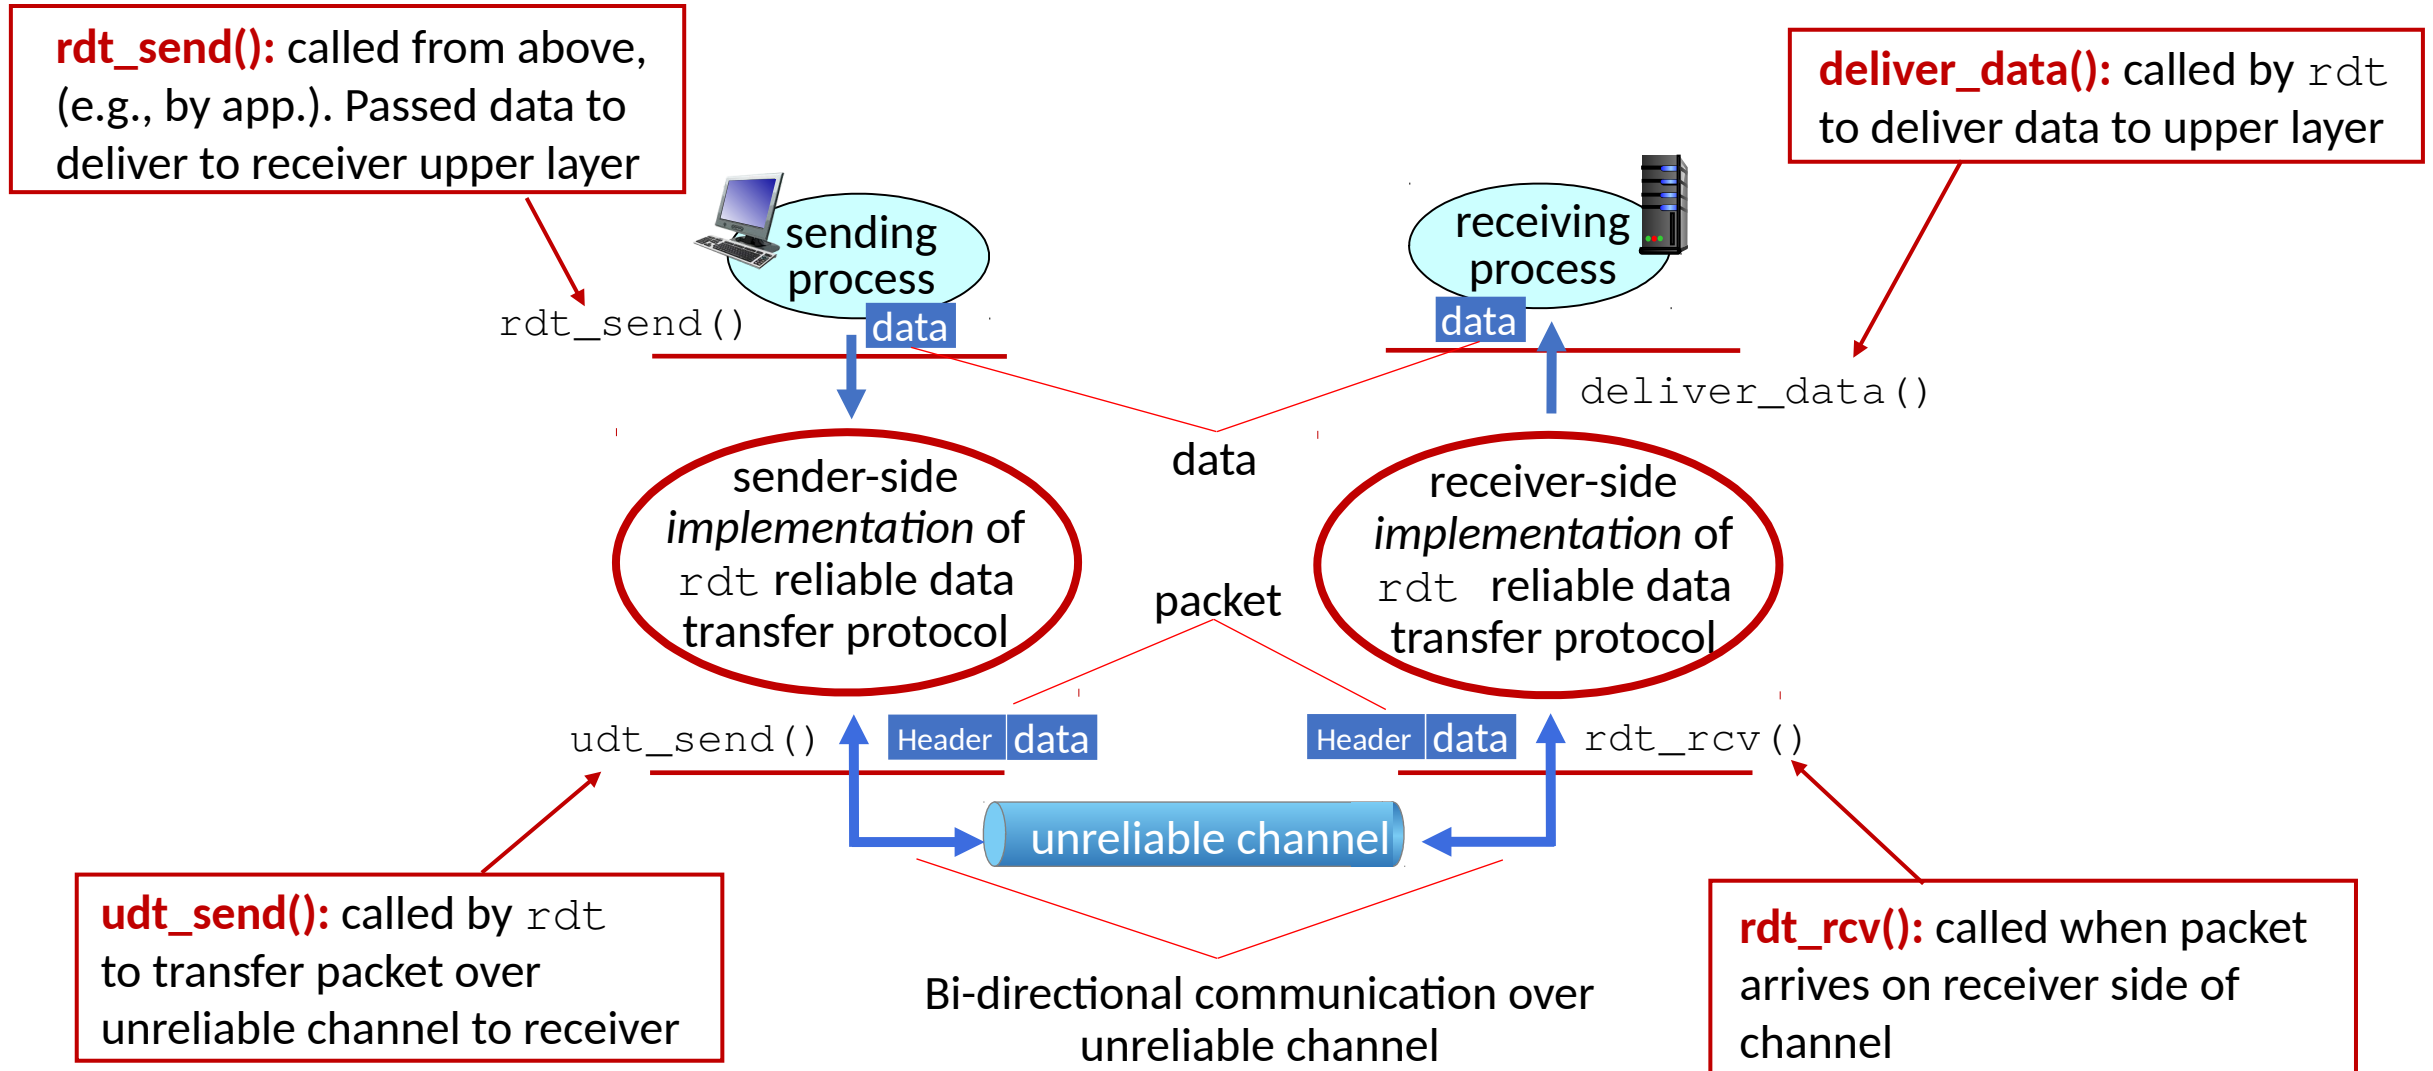 rdt_send(): called from above,
(e.g., by app.). Passed data to
deliver to receiver upper layer
deliver_data(): called by rdt
to deliver data to upper layer
sending
process
receiving
process
rdt_send()
data
data
deliver_data()
data
sender-side
implementation of
rdt reliable data
transfer protocol
receiver-side
implementation of
rdt reliable data
transfer protocol
packet
udt_send()
Header data
Header data
rdt_rcv()
unreliable channel
udt_send(): called by rdt
to transfer packet over
unreliable channel to receiver
Bi-directional communication over
unreliable channel
rdt_rcv(): called when packet
arrives on receiver side of
channel